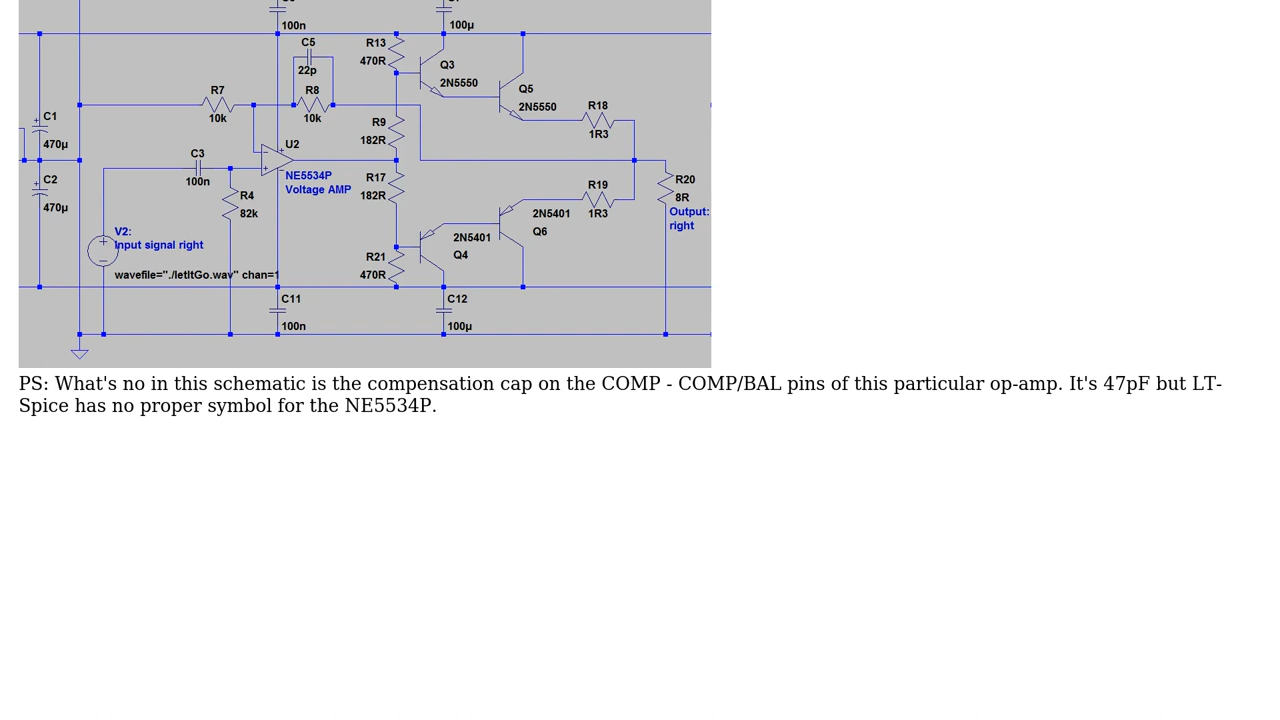 100n
100µ
C5
22p
R13
470R
Q3
2N5550
Q5
2N5550
R7
10k
R8
10k
R18
1R3
C1
470µ
R9
182R
U2
C3
100n
NE5534P
Voltage AMP
C2
470µ
R17
182R
R4
82k
R19
1R3
R20
8R
Output:
right
2N5401
Q6
V2:
Input signal right
2N5401
Q4
R21
470R
wavefile="./letItGo.wav" chan=1
C11
100n
C12
100µ
PS: What's no in this schematic is the compensation cap on the COMP - COMP/BAL pins of this particular op-amp. It's 47pF but LT-
Spice has no proper symbol for the NE5534P.